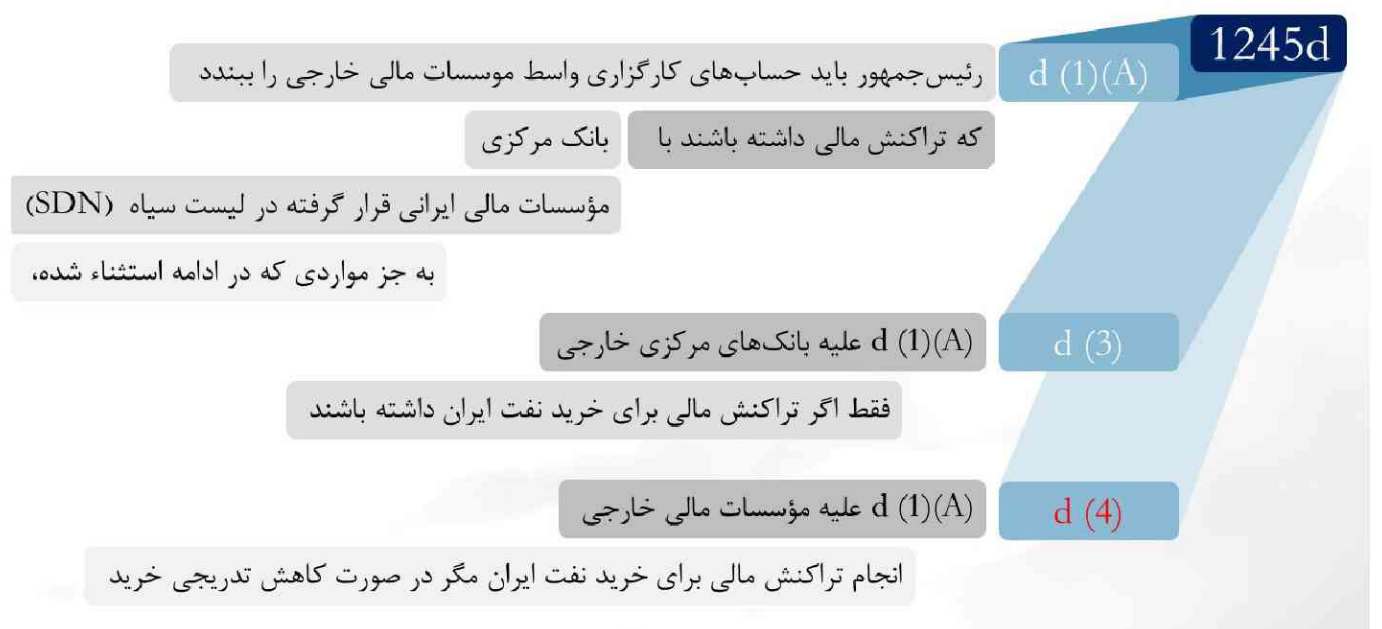 1245d
d (1)(A) رئیس‌جمهور باید حساب‌های کارگزاری واسط موسسات مالی خارجی را ببندد
که تراکنش مالی داشته باشند با بانک مرکزی
مؤسسات مالی ایرانی قرار گرفته در لیست سیاه (SDN)
به جز مواردی که در ادامه استثناء شده،
d (3) d (1)(A) علیه بانک‌های مرکزی خارجی
فقط اگر تراکنش مالی برای خرید نفت ایران داشته باشند
d (4) d (1)(A) علیه مؤسسات مالی خارجی
انجام تراکنش مالی برای خرید نفت ایران مگر در صورت کاهش تدریجی خرید